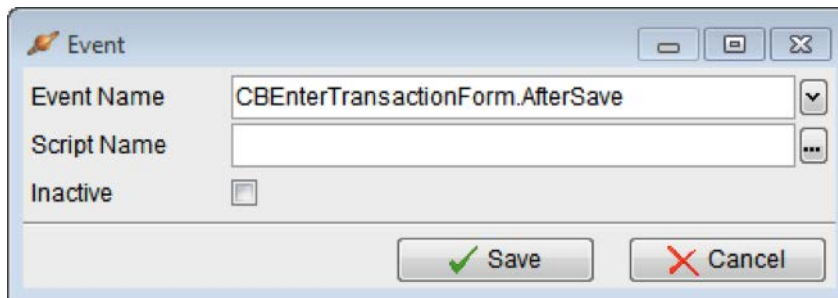 Event
Event Name CBEnterTransactionForm.AfterSave
Script Name ...
Inactive
Save Cancel